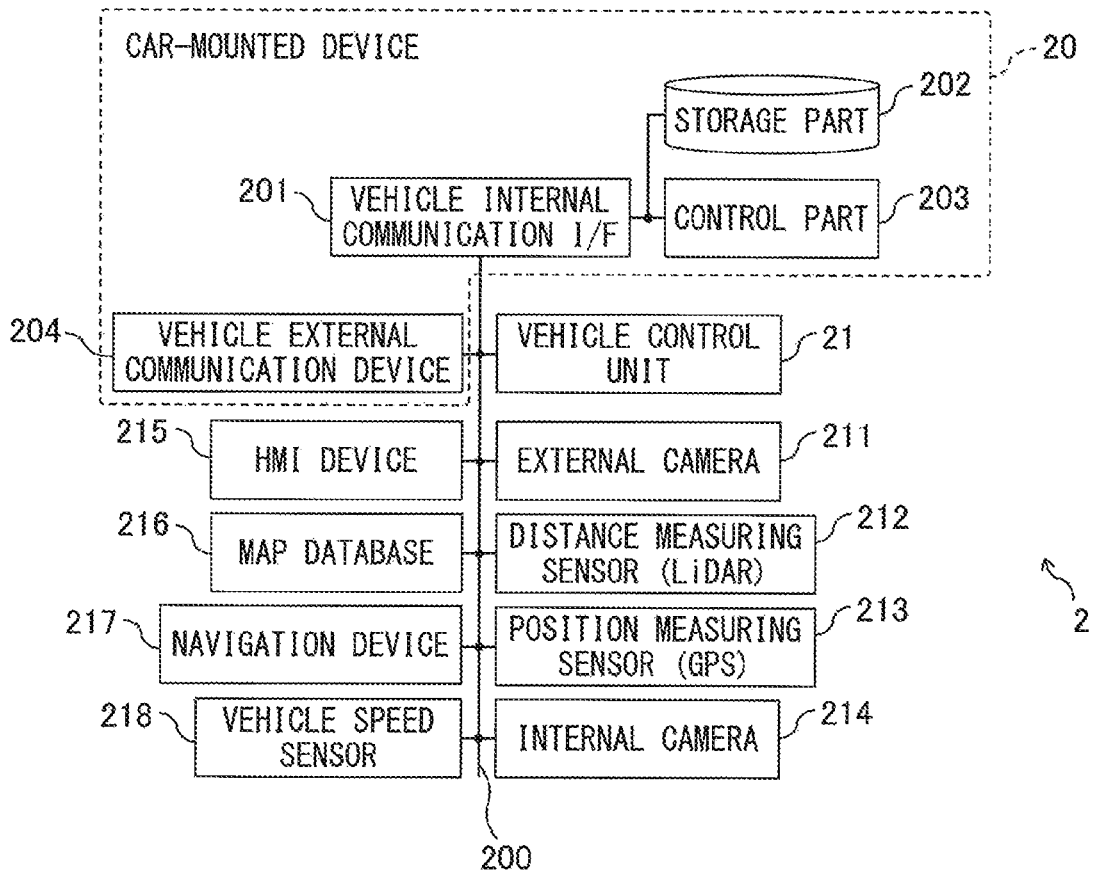 CAR-MOUNTED DEVICE
20
STORAGE PART
202
201
VEHICLE INTERNAL
COMMUNICATION I/F
CONTROL PART
203
204
VEHICLE EXTERNAL
COMMUNICATION DEVICE
VEHICLE CONTROL
UNIT
21
215
HMI DEVICE
EXTERNAL CAMERA
211
216
MAP DATABASE
DISTANCE MEASURING
SENSOR (LiDAR)
212
217
NAVIGATION DEVICE
POSITION MEASURING
SENSOR (GPS)
213
2
218
VEHICLE SPEED
SENSOR
INTERNAL CAMERA
214
200